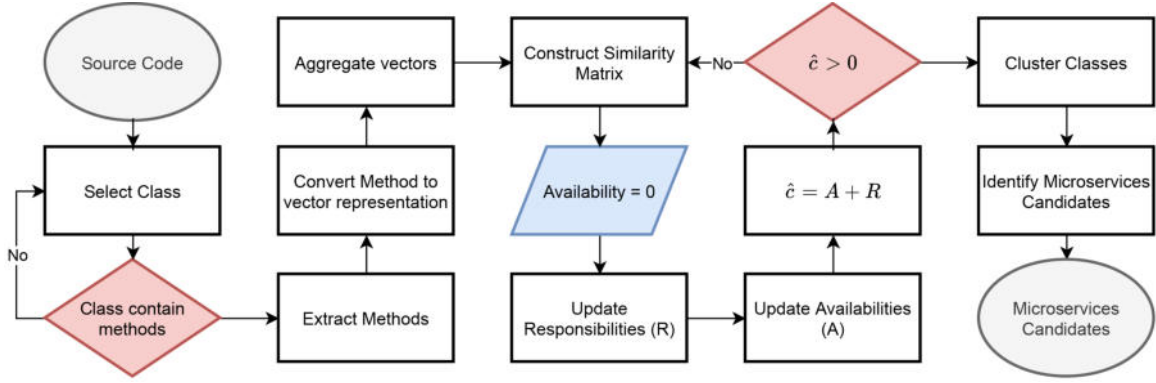 Source Code
Select Class
No
Class contain
methods
Aggregate vectors
Convert Method to
vector representation
Extract Methods
Construct Similarity
Matrix
Availability = 0
Update
Responsibilities (R)
No
ĉ > 0
ĉ = A + R
Update Availabilities
(A)
Cluster Classes
Identify Microservices
Candidates
Microservices
Candidates